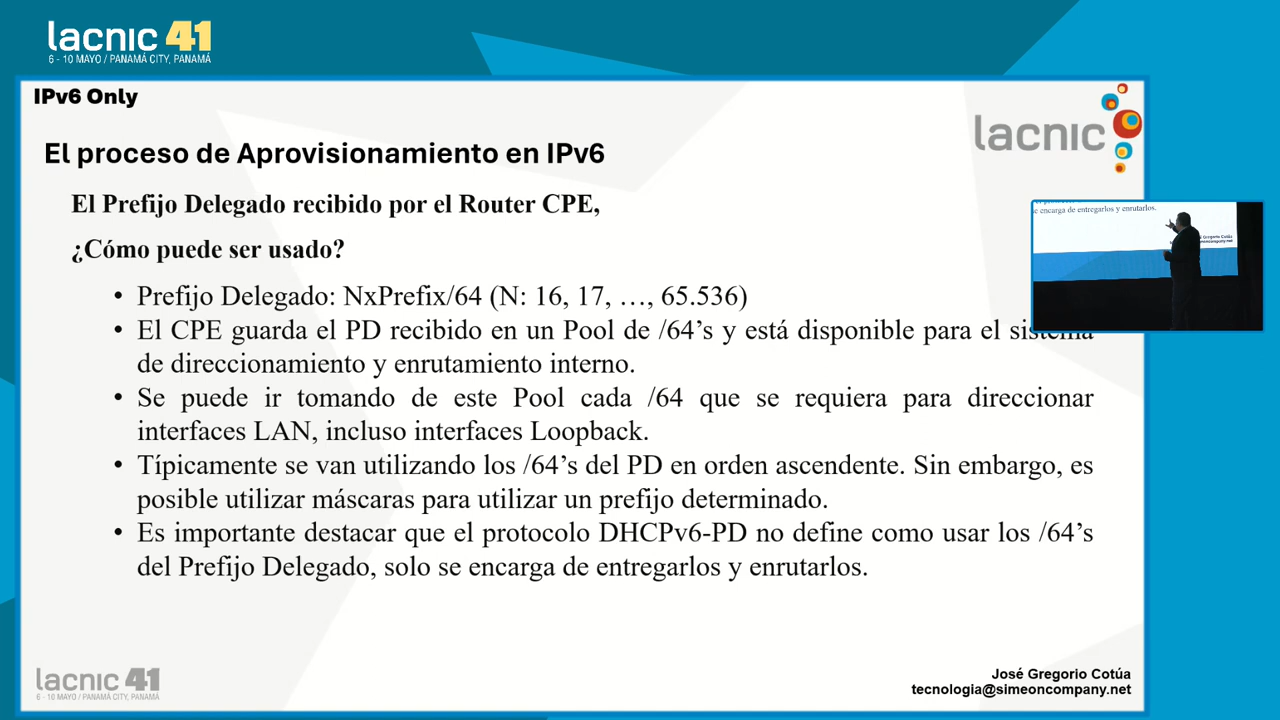 lacnic 41
6 - 10 MAYO / PANAMÁ CITY, PANAMÁ
IPv6 Only
lacnic
El proceso de Aprovisionamiento en IPv6
El Prefijo Delegado recibido por el Router CPE,
¿Cómo puede ser usado?
• Prefijo Delegado: NxPrefix/64 (N: 16, 17, …, 65.536)
• El CPE guarda el PD recibido en un Pool de /64’s y está disponible para el sistema
de direccionamiento y enrutamiento interno.
• Se puede ir tomando de este Pool cada /64 que se requiera para direccionar
interfaces LAN, incluso interfaces Loopback.
• Típicamente se van utilizando los /64’s del PD en orden ascendente. Sin embargo, es
posible utilizar máscaras para utilizar un prefijo determinado.
• Es importante destacar que el protocolo DHCPv6-PD no define como usar los /64’s
del Prefijo Delegado, solo se encarga de entregarlos y enrutarlos.
e encarga de entregarlos y enrutarlos.
lacnic 41
6 - 10 MAYO / PANAMÁ CITY, PANAMÁ
José Gregorio Cotúa
tecnologia@simeoncompany.net